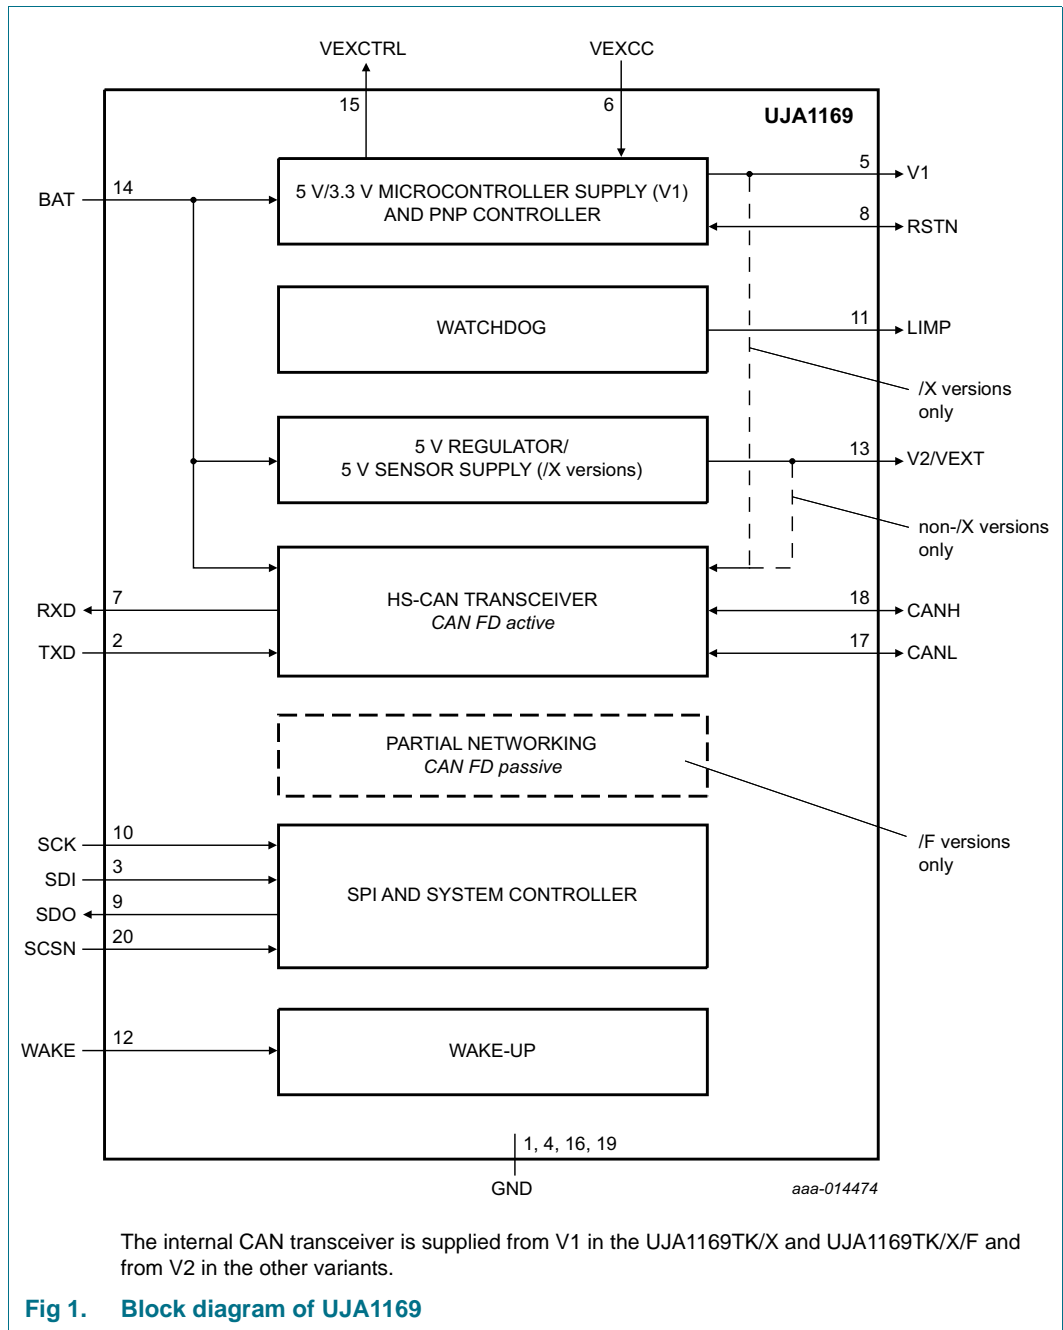 VEXCTRL
VEXCC
15
6
UJA1169
BAT
14
5 V/3.3 V MICROCONTROLLER SUPPLY (V1)
AND PNP CONTROLLER
5
V1
8
RSTN
WATCHDOG
11
LIMP
/X versions
only
5 V REGULATOR/
5 V SENSOR SUPPLY (/X versions)
13
V2/VEXT
non-/X versions
only
RXD
7
TXD
2
HS-CAN TRANSCEIVER
CAN FD active
18
CANH
17
CANL
PARTIAL NETWORKING
CAN FD passive
/F versions
only
SCK
10
SDI
3
SDO
9
SCSN
20
SPI AND SYSTEM CONTROLLER
WAKE
12
WAKE-UP
1, 4, 16, 19
GND
aaa-014474
The internal CAN transceiver is supplied from V1 in the UJA1169TK/X and UJA1169TK/X/F and
from V2 in the other variants.
Fig 1. Block diagram of UJA1169